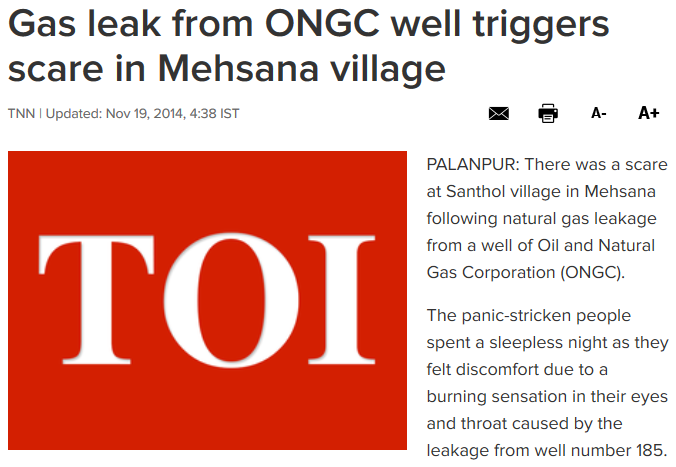 Gas leak from ONGC well triggers
scare in Mehsana village
TNN | Updated: Nov 19, 2014, 4:38 IST
A-
A+
TOI
PALANPUR: There was a scare
at Santhol village in Mehsana
following natural gas leakage
from a well of Oil and Natural
Gas Corporation (ONGC).
The panic-stricken people
spent a sleepless night as they
felt discomfort due to a
burning sensation in their eyes
and throat caused by the
leakage from well number 185.